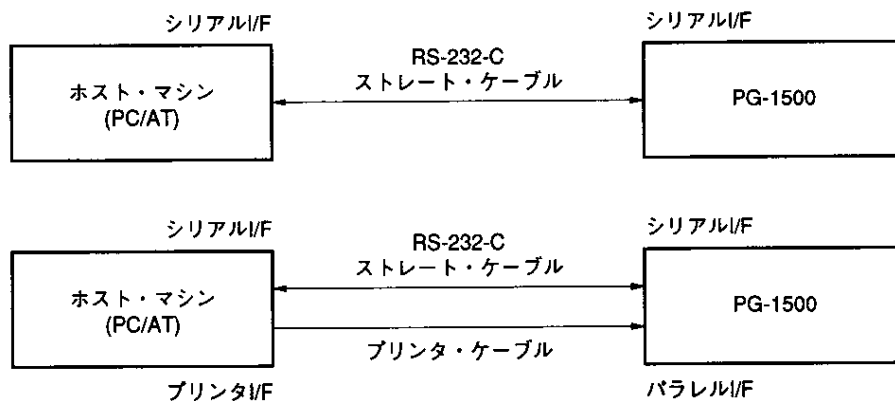 シリアルI/F シリアルI/F
RS-232-C
ストレート・ケーブル
ホスト・マシン
(PC/AT)
PG-1500
シリアルI/F シリアルI/F
RS-232-C
ストレート・ケーブル
ホスト・マシン
(PC/AT)
PG-1500
プリンタ・ケーブル
プリンタI/F パラレルI/F